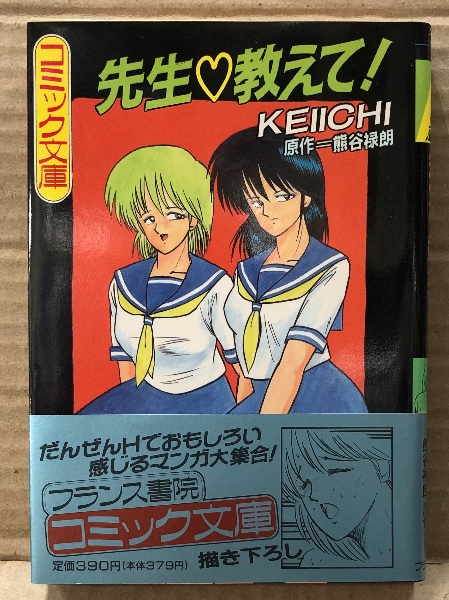 コミック文庫
先生♡教えて!
KEIICHI
原作=熊谷禄朗
だんぜんHでおもしろい
感じるマンガ大集合!
フランス書院
コミック文庫
定価390円(本体379円)
描き下ろし